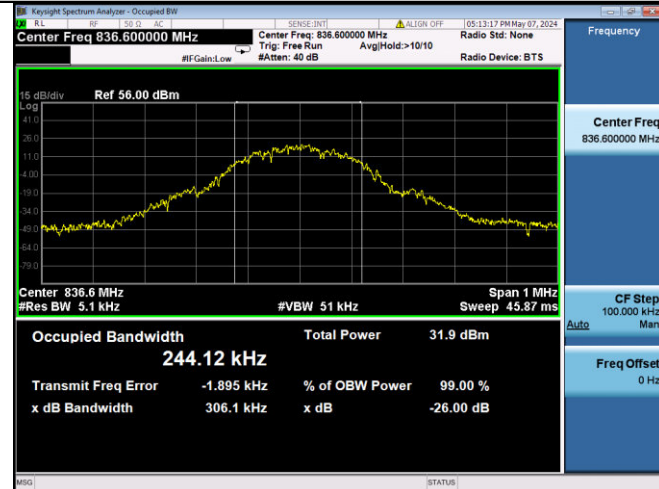 Keysight Spectrum Analyzer - Occupied BW
RL RF 50 Ω AC SENSE:INT ALIGN OFF 05:13:17 PM May 07, 2024
Center Freq 836.600000 MHz
Center Freq: 836.600000 MHz
Radio Std: None
Trig: Free Run Avg|Hold:>10/10
#IFGain:Low #Atten: 40 dB Radio Device: BTS
15 dB/div Ref 56.00 dBm
Log
41.0
26.0
11.0
-4.00
-19.0
-34.0
-49.0
-64.0
-79.0
Center 836.6 MHz Span 1 MHz
#Res BW 5.1 kHz #VBW 51 kHz Sweep 45.87 ms
Occupied Bandwidth Total Power 31.9 dBm
244.12 kHz
Transmit Freq Error -1.895 kHz % of OBW Power 99.00 %
x dB Bandwidth 306.1 kHz x dB -26.00 dB
MSG STATUS
Frequency
Center Freq
836.600000 MHz
CF Step
100.000 kHz
Auto Man
Freq Offset
0 Hz